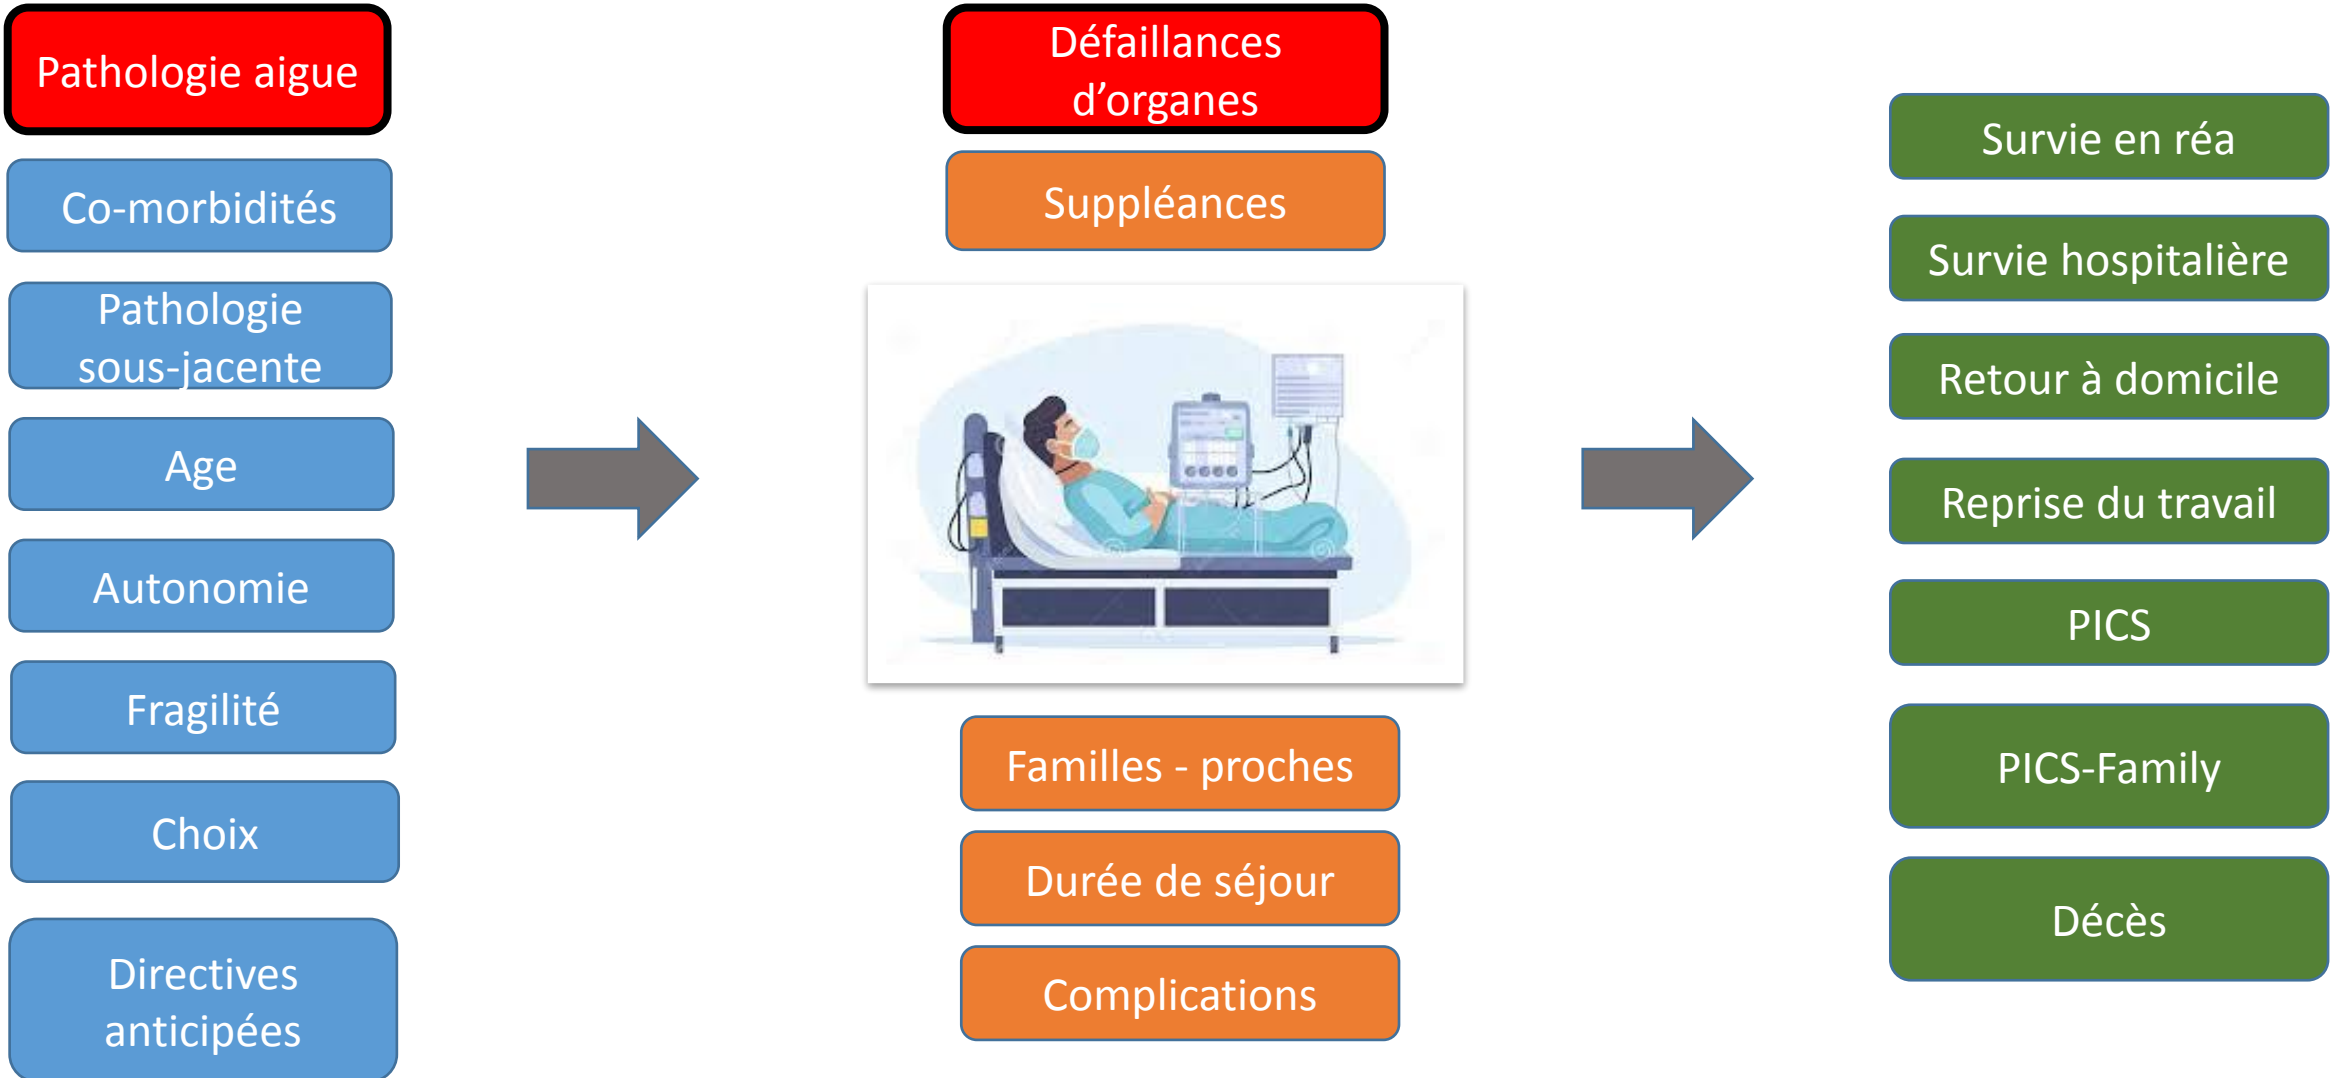 Pathologie aigue
Co-morbidités
Pathologie
sous-jacente
Age
Autonomie
Fragilité
Choix
Directives
anticipées
Défaillances
d’organes
Suppléances
Familles - proches
Durée de séjour
Complications
Survie en réa
Survie hospitalière
Retour à domicile
Reprise du travail
PICS
PICS-Family
Décès